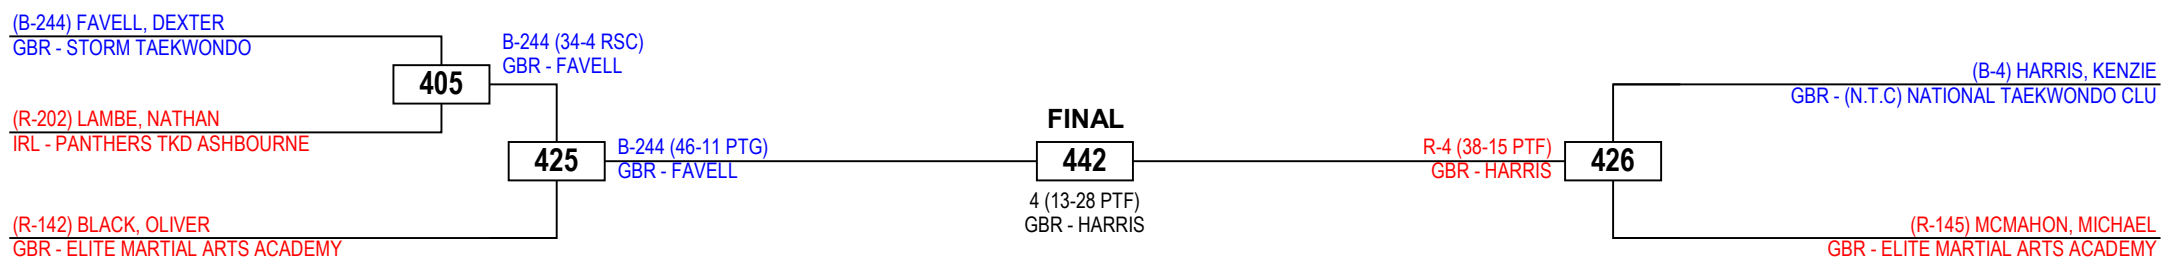 (B-244) FAVELL, DEXTER
GBR - STORM TAEKWONDO
B-244 (34-4 RSC)
GBR - FAVELL
405
(R-202) LAMBE, NATHAN
IRL - PANTHERS TKD ASHBOURNE
425
B-244 (46-11 PTG)
GBR - FAVELL
(R-142) BLACK, OLIVER
GBR - ELITE MARTIAL ARTS ACADEMY
FINAL
442
4 (13-28 PTF)
GBR - HARRIS
(B-4) HARRIS, KENZIE
GBR - (N.T.C) NATIONAL TAEKWONDO CLU
R-4 (38-15 PTF)
GBR - HARRIS
426
(R-145) MCMAHON, MICHAEL
GBR - ELITE MARTIAL ARTS ACADEMY